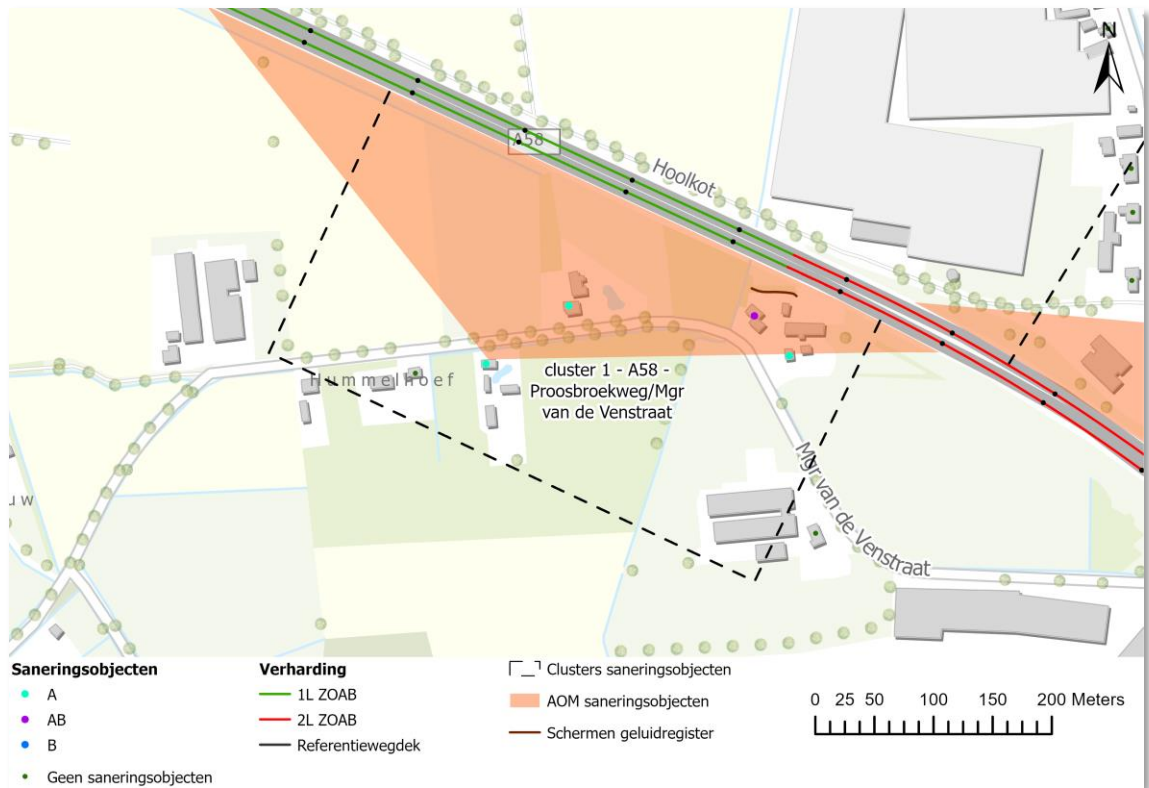 N
A58
Hoolkot
Hummelhoef
cluster 1 - A58 -
Proosbroekweg/Mgr
van de Venstraat
Mgr van de Venstraat
u w
Saneringsobjecten
A
AB
B
Geen saneringsobjecten
Verharding
1L ZOAB
2L ZOAB
Referentiewegdek
Clusters saneringsobjecten
AOM saneringsobjecten
Schermen geluidregister
0 25 50 100 150 200 Meters